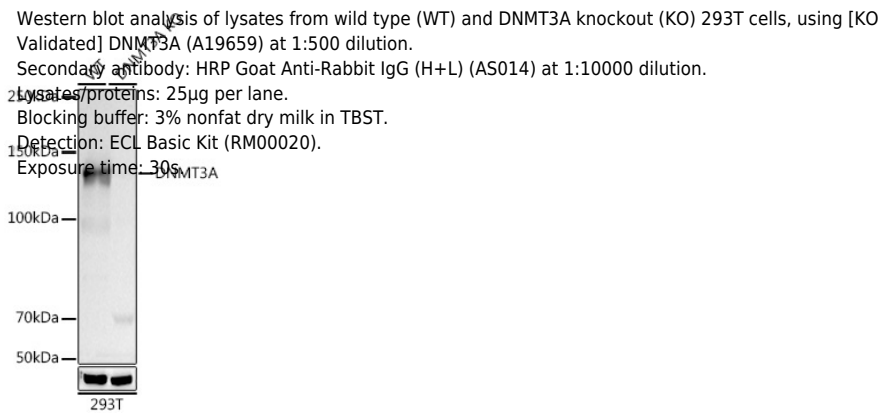 Western blot analysis of lysates from wild type (WT) and DNMT3A knockout (KO) 293T cells, using [KO
Validated] DNMT3A (A19659) at 1:500 dilution.
Secondary antibody: HRP Goat Anti-Rabbit IgG (H+L) (AS014) at 1:10000 dilution.
Lysates/proteins: 25µg per lane.
Blocking buffer: 3% nonfat dry milk in TBST.
Detection: ECL Basic Kit (RM00020).
Exposure time: 30s.
WT
DNMT3A KO
250kDa
150kDa
DNMT3A
100kDa
70kDa
50kDa
293T